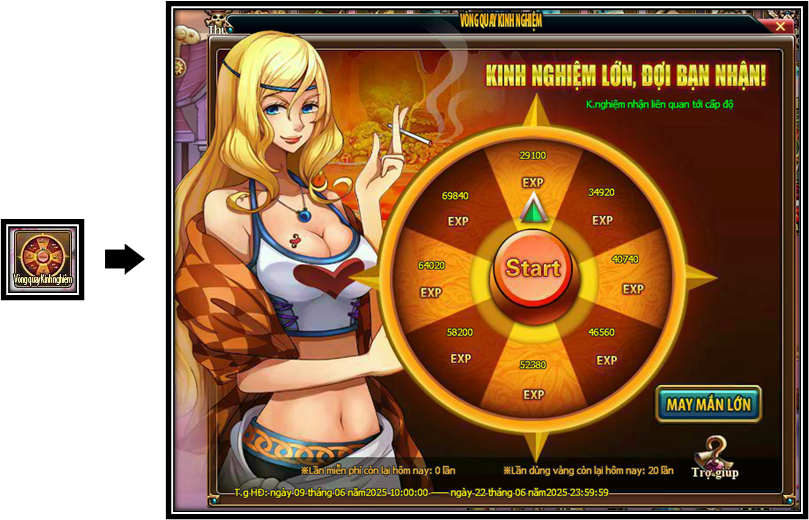 VÒNG QUAY KINH NGHIỆM
KINH NGHIỆM LỚN, ĐỢI BẠN NHẬN!
K.nghiệm nhận liên quan tới cấp độ
29100
EXP
69840
EXP
34920
EXP
64020
EXP
Start
40740
EXP
58200
EXP
46560
EXP
52380
EXP
Vòng quay Kinh nghiệm
MAY MẮN LỚN
Trợ giúp
※Lần miễn phí còn lại hôm nay: 0 lần
※Lần dùng vàng còn lại hôm nay: 20 lần
T.g HĐ: ngày 09 tháng 06 năm2025 10:00:00 —— ngày 22 tháng 06 năm2025 23:59:59